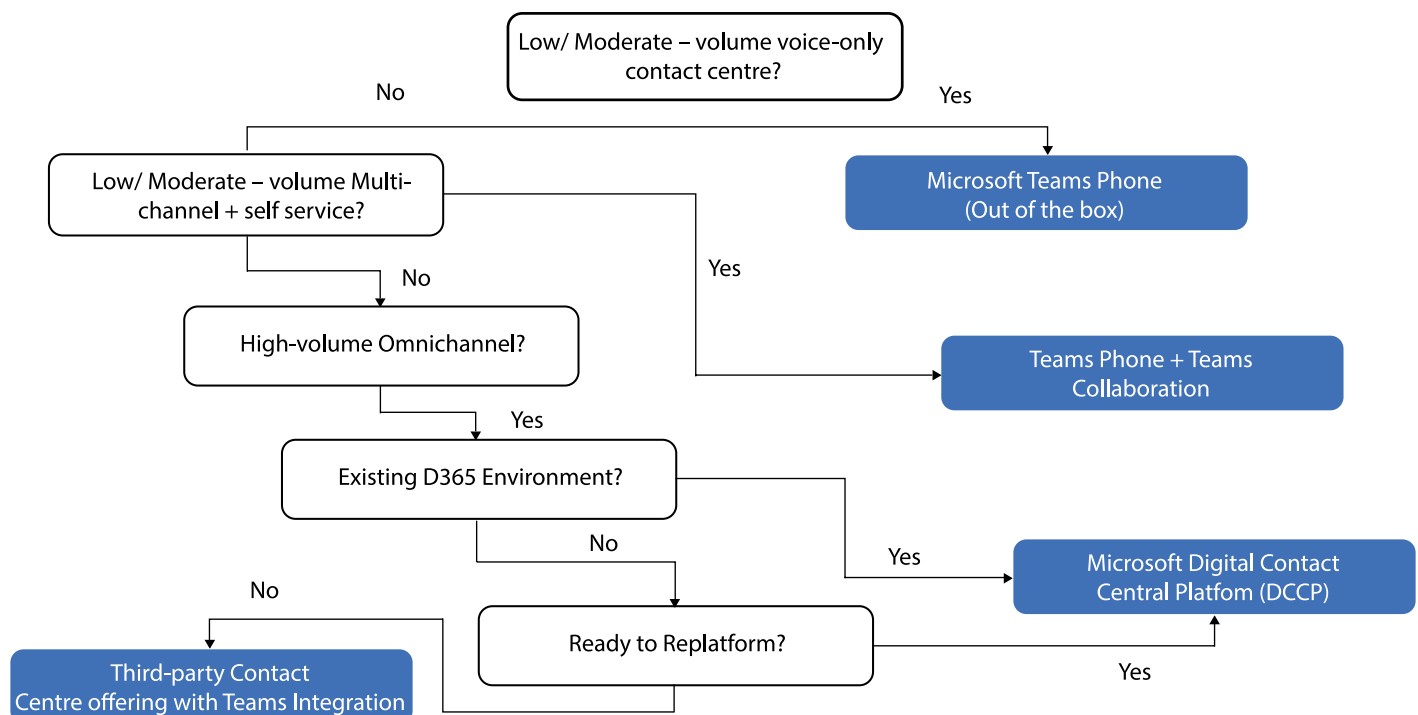 Low/ Moderate – volume voice-only
contact centre?
No
Yes
Low/ Moderate – volume Multi-
channel + self service?
Microsoft Teams Phone
(Out of the box)
Yes
No
High-volume Omnichannel?
Teams Phone + Teams
Collaboration
Yes
Existing D365 Environment?
No
Yes
Microsoft Digital Contact
Central Platfom (DCCP)
No
Ready to Replatform?
Yes
Third-party Contact
Centre offering with Teams Integration